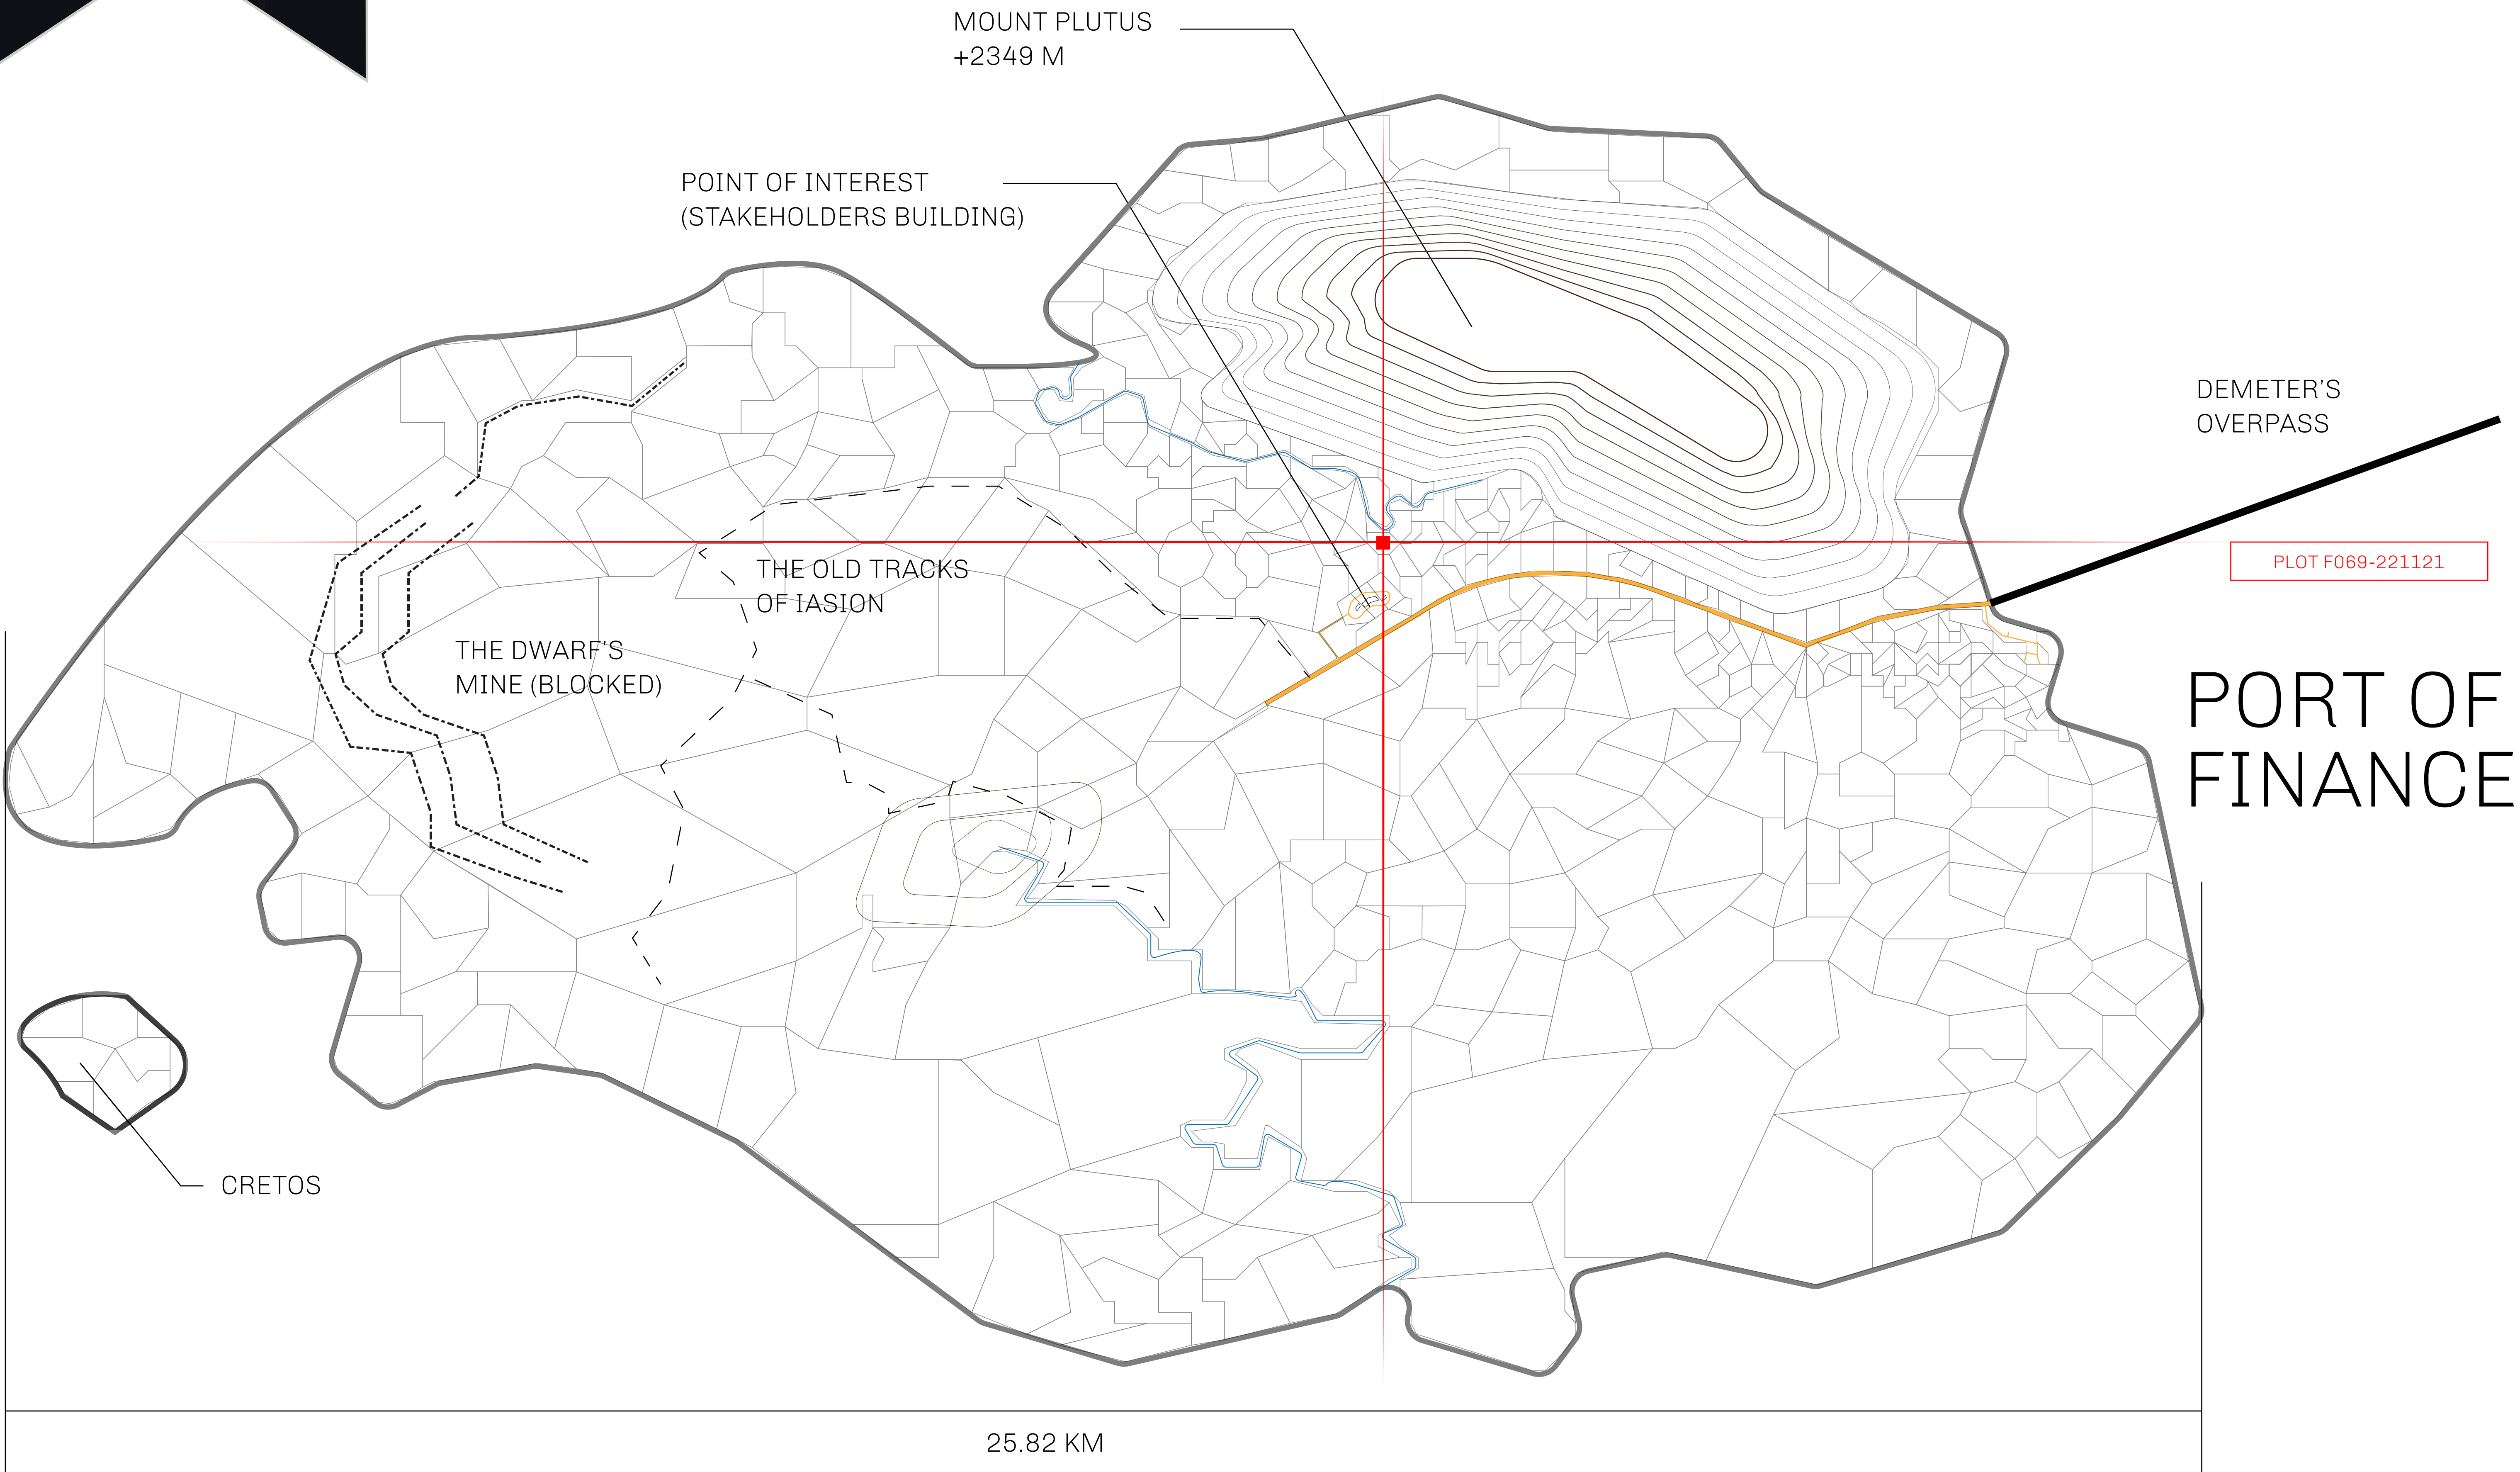 MOUNT PLUTUS
+2349 M
POINT OF INTEREST
(STAKEHOLDERS BUILDING)
DEMETER'S
OVERPASS
PLOT F069-221121
THE OLD TRACKS
OF IASION
THE DWARF'S
MINE (BLOCKED)
PORT OF
FINANCE
CRETOS
25.82 KM